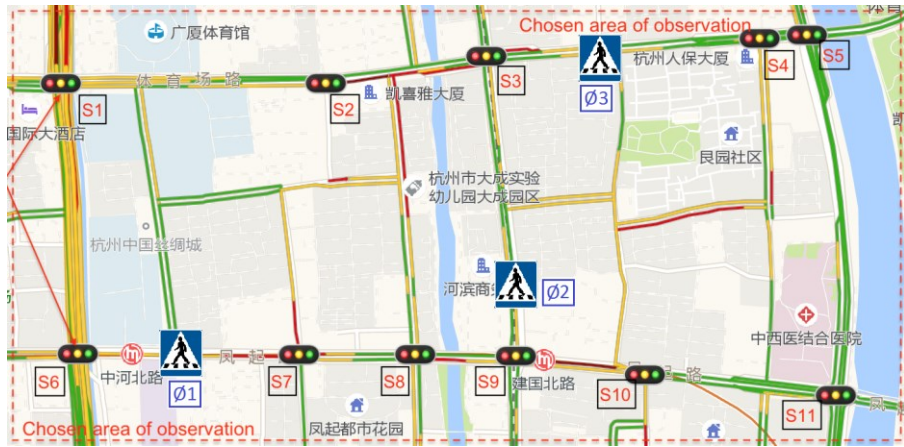 Chosen area of observation
广厦体育馆
体育场路
杭州人保大厦
S1
S2
S3
Ø3
S4
S5
凯喜雅大厦
国际大酒店
艮园社区
杭州市大成实验
幼儿园大成园区
杭州中国丝绸城
河滨商
Ø2
中西医结合医院
S6
中河北路
Ø1
凤起
S7
S8
S9
建国北路
S10
路
S11
凤起都市花园
Chosen area of observation